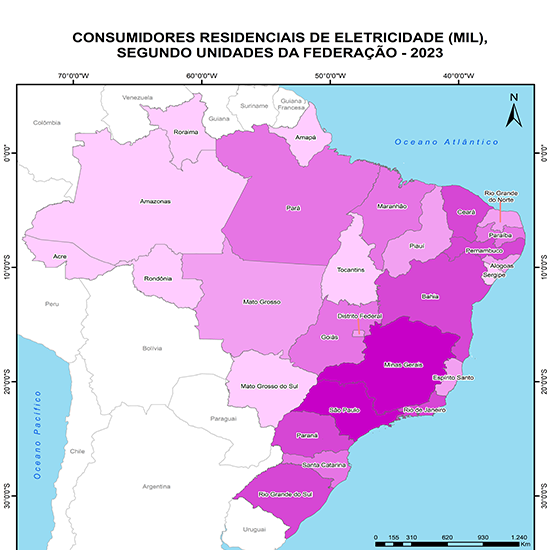 CONSUMIDORES RESIDENCIAIS DE ELETRICIDADE (MIL),
SEGUNDO UNIDADES DA FEDERAÇÃO - 2023
70°0'0"W 60°0'0"W 50°0'0"W 40°0'0"W
N
Venezuela
Suriname
Guiana
Francesa
Guiana
Colômbia
Roraima
Amapá
Oceano Atlântico
0°0'0"
Rio Grande
do Norte
Amazonas
Pará
Maranhão
Ceará
Paraíba
Piauí
Pernambuco
Acre
Alogoas
Sergipe
10°0'0"S
Rondônia
Tocantins
Mato Grosso
Bahia
Peru
Distrito Federal
Goiás
Bolívia
Minas Gerais
Espírito Santo
20°0'0"S
Mato Grosso do Sul
São Paulo
Rio de Janeiro
Paraguai
Oceano Pacífico
Paraná
Chile
Santa Catarina
Argentina
Rio Grande do Sul
30°0'0"S
Uruguai
0 155 310 620 930 1.240
Km